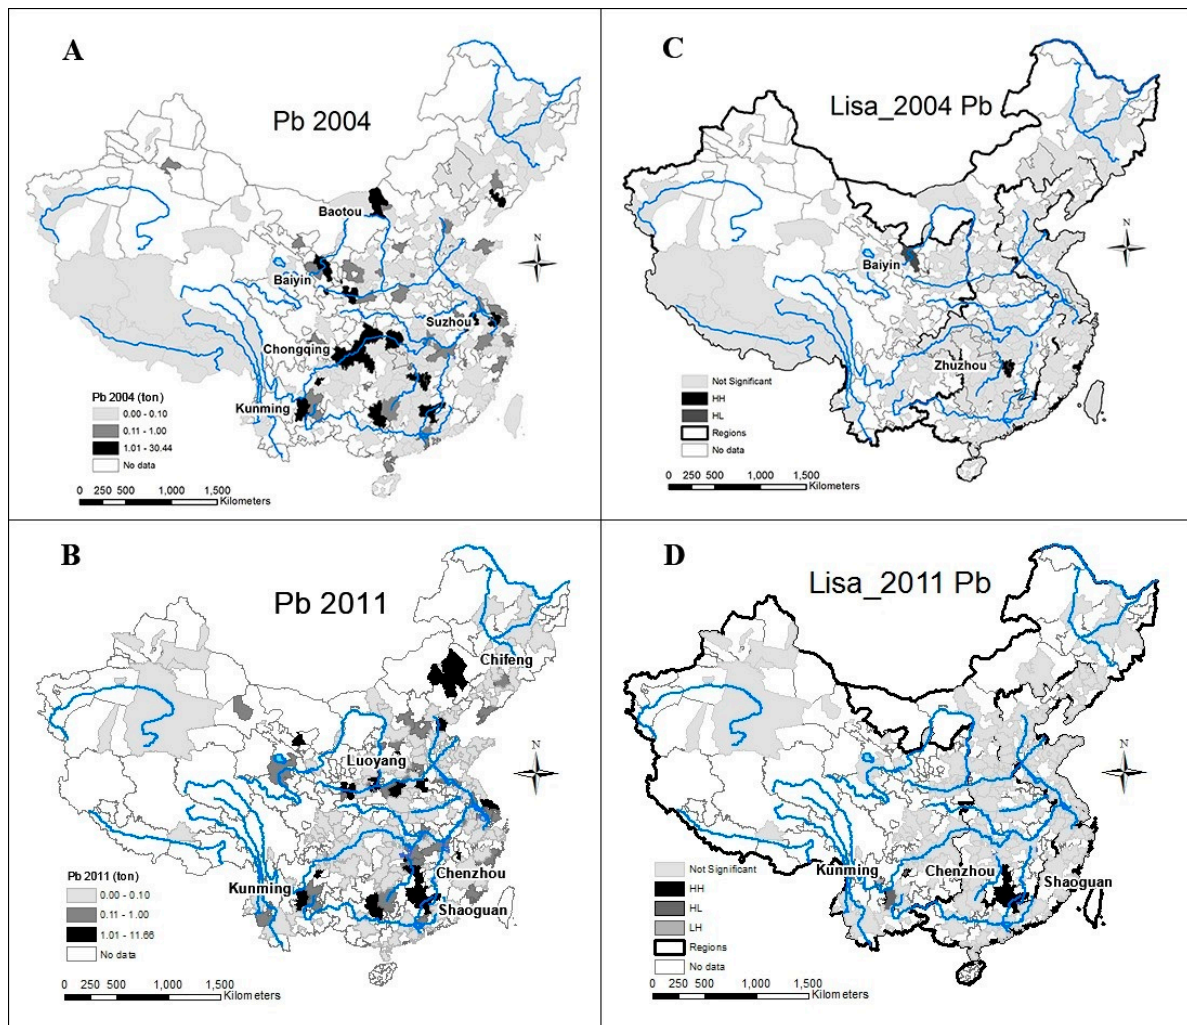 A
Pb 2004
Baotou
N
Baiyin
Suzhou
Chongqing
Kunming
Pb 2004 (ton)
0.00 - 0.10
0.11 - 1.00
1.01 - 30.44
No data
0 250 500 1,000 1,500
Kilometers
C
Lisa_2004 Pb
N
Baiyin
Zhuzhou
Not Significant
HH
HL
Regions
No data
0 250 500 1,000 1,500
Kilometers
B
Pb 2011
Chifeng
N
Luoyang
Kunming
Chenzhou
Shaoguan
Pb 2011 (ton)
0.00 - 0.10
0.11 - 1.00
1.01 - 11.66
No data
0 250 500 1,000 1,500
Kilometers
D
Lisa_2011 Pb
N
Kunming
Chenzhou
Shaoguan
Not Significant
HH
HL
LH
Regions
No data
0 250 500 1,000 1,500
Kilometers